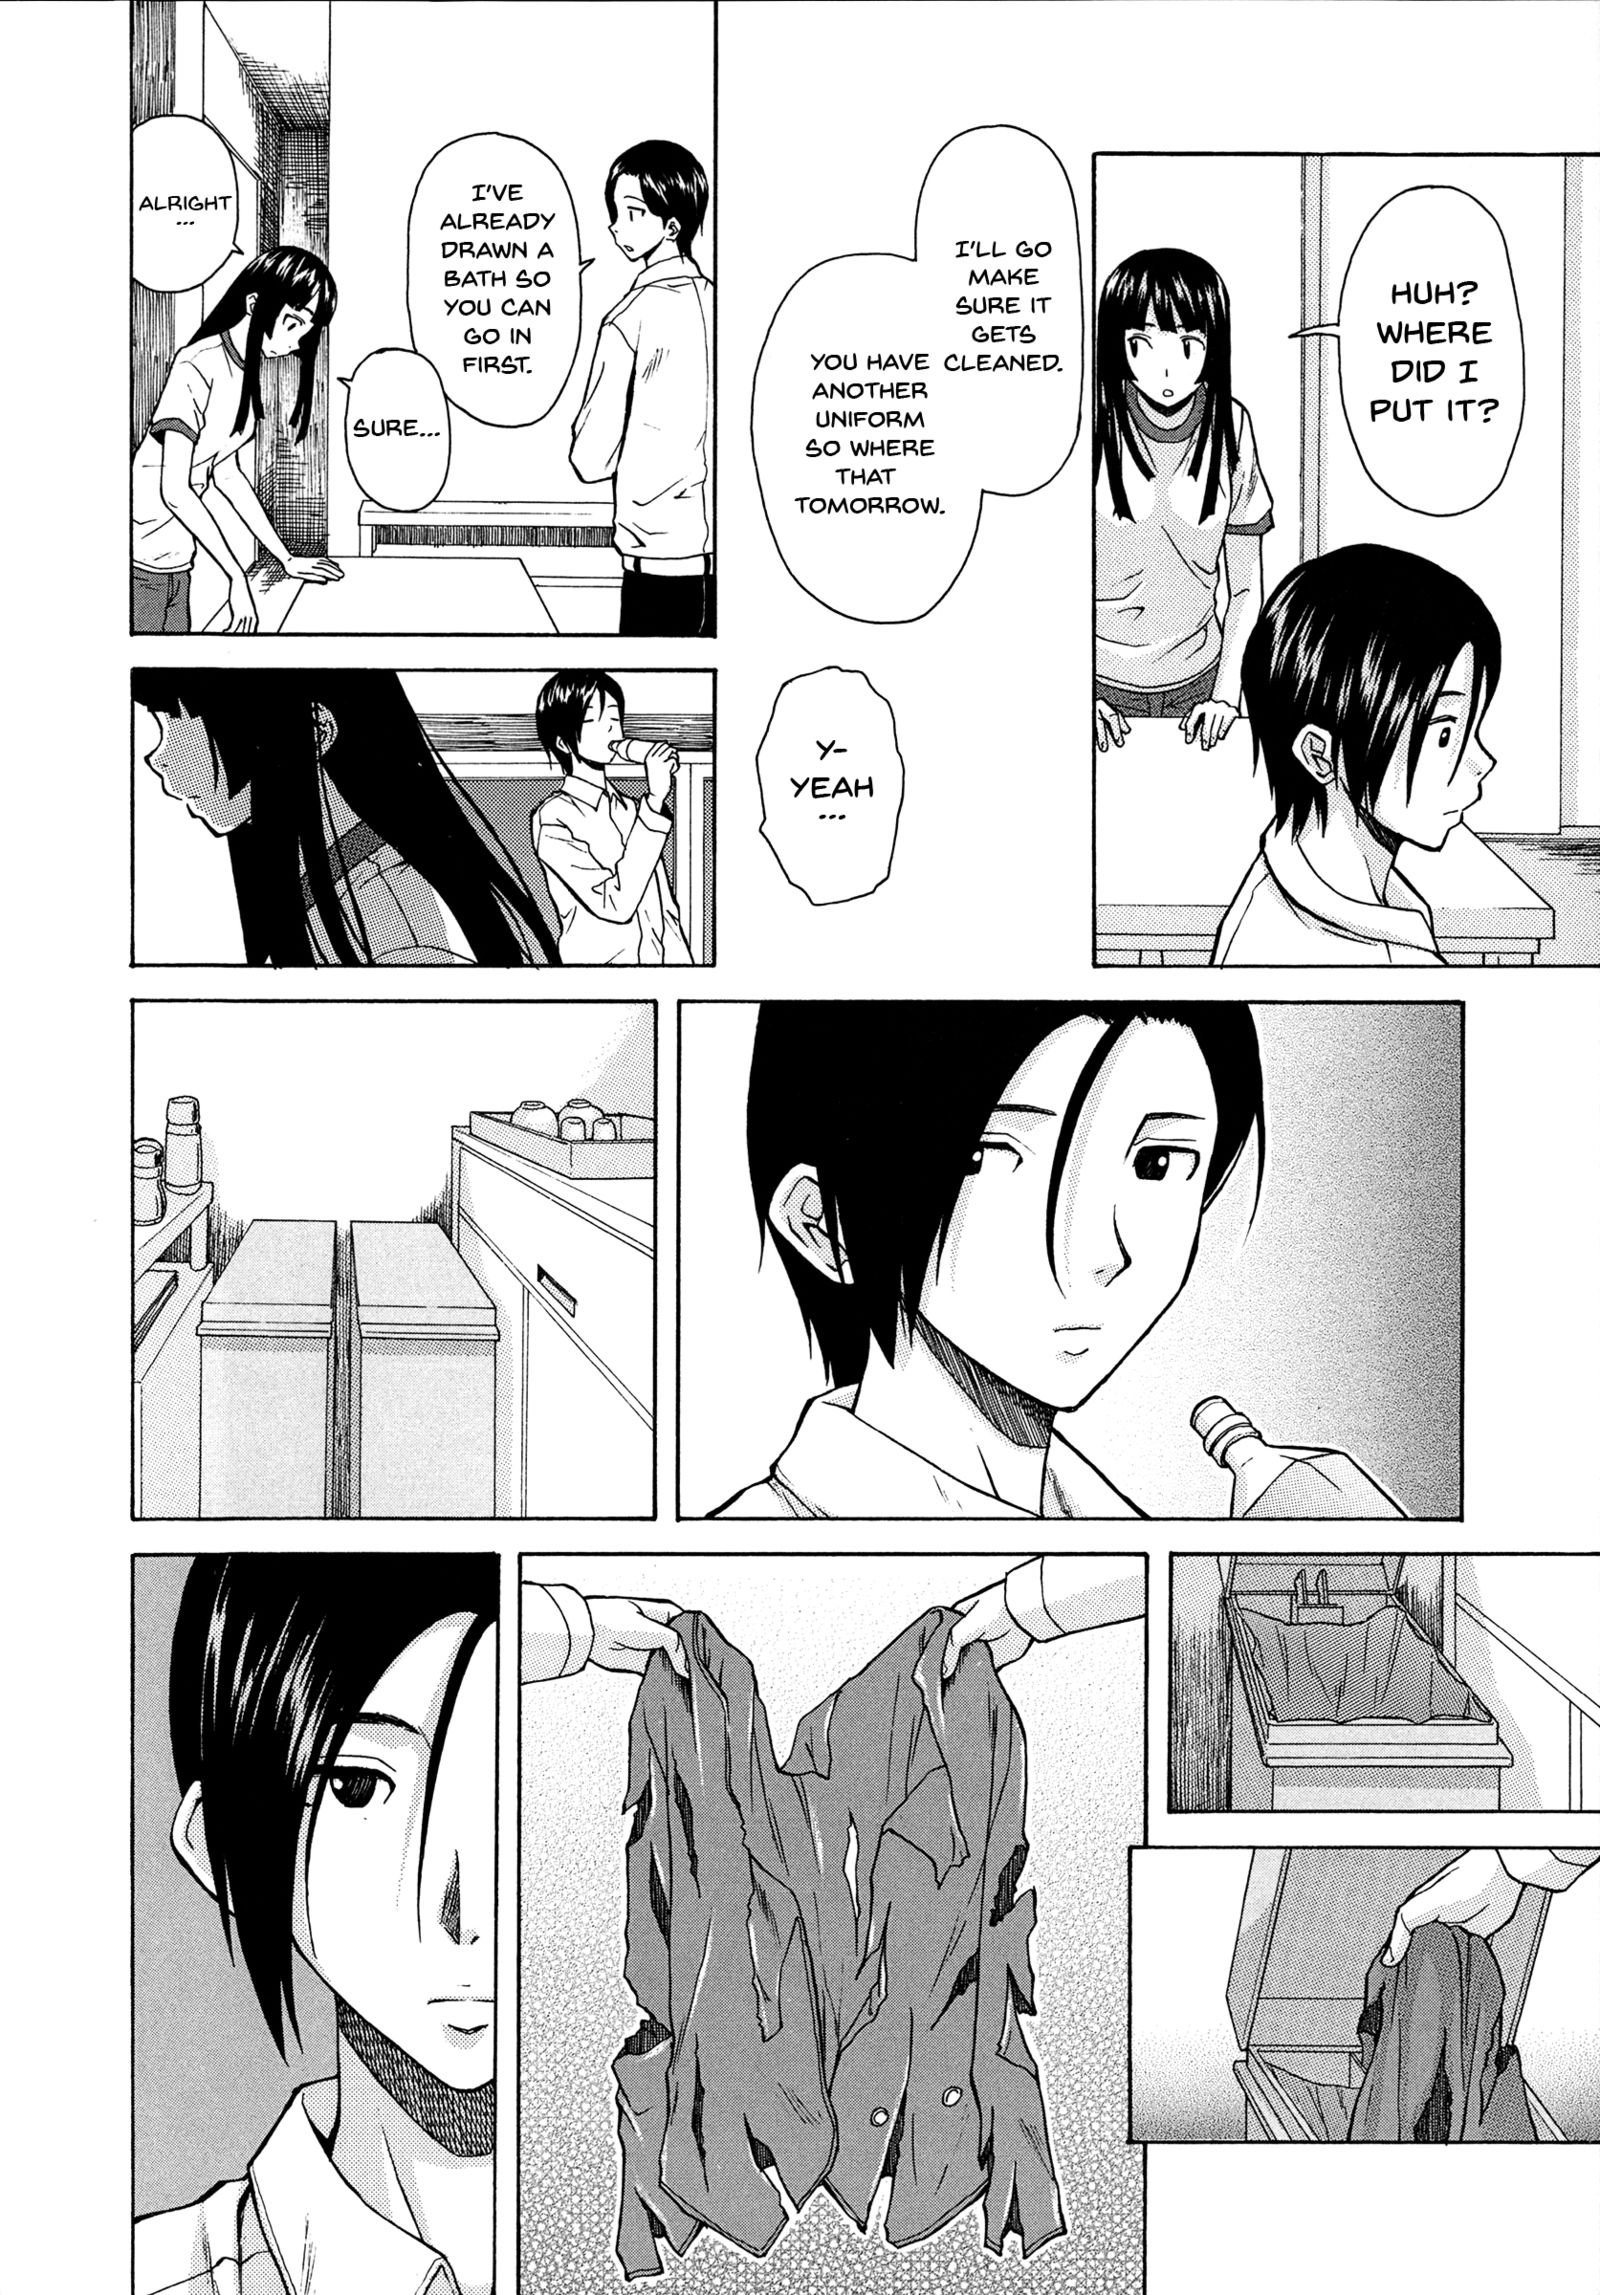 HUH?
WHERE
DID I
PUT IT?
I'LL GO
MAKE
SURE IT
GETS
CLEANED.
YOU HAVE
ANOTHER
UNIFORM
SO WHERE
THAT
TOMORROW.
Y-
YEAH
...
I'VE
ALREADY
DRAWN A
BATH SO
YOU CAN
GO IN
FIRST.
SURE...
ALRIGHT
...